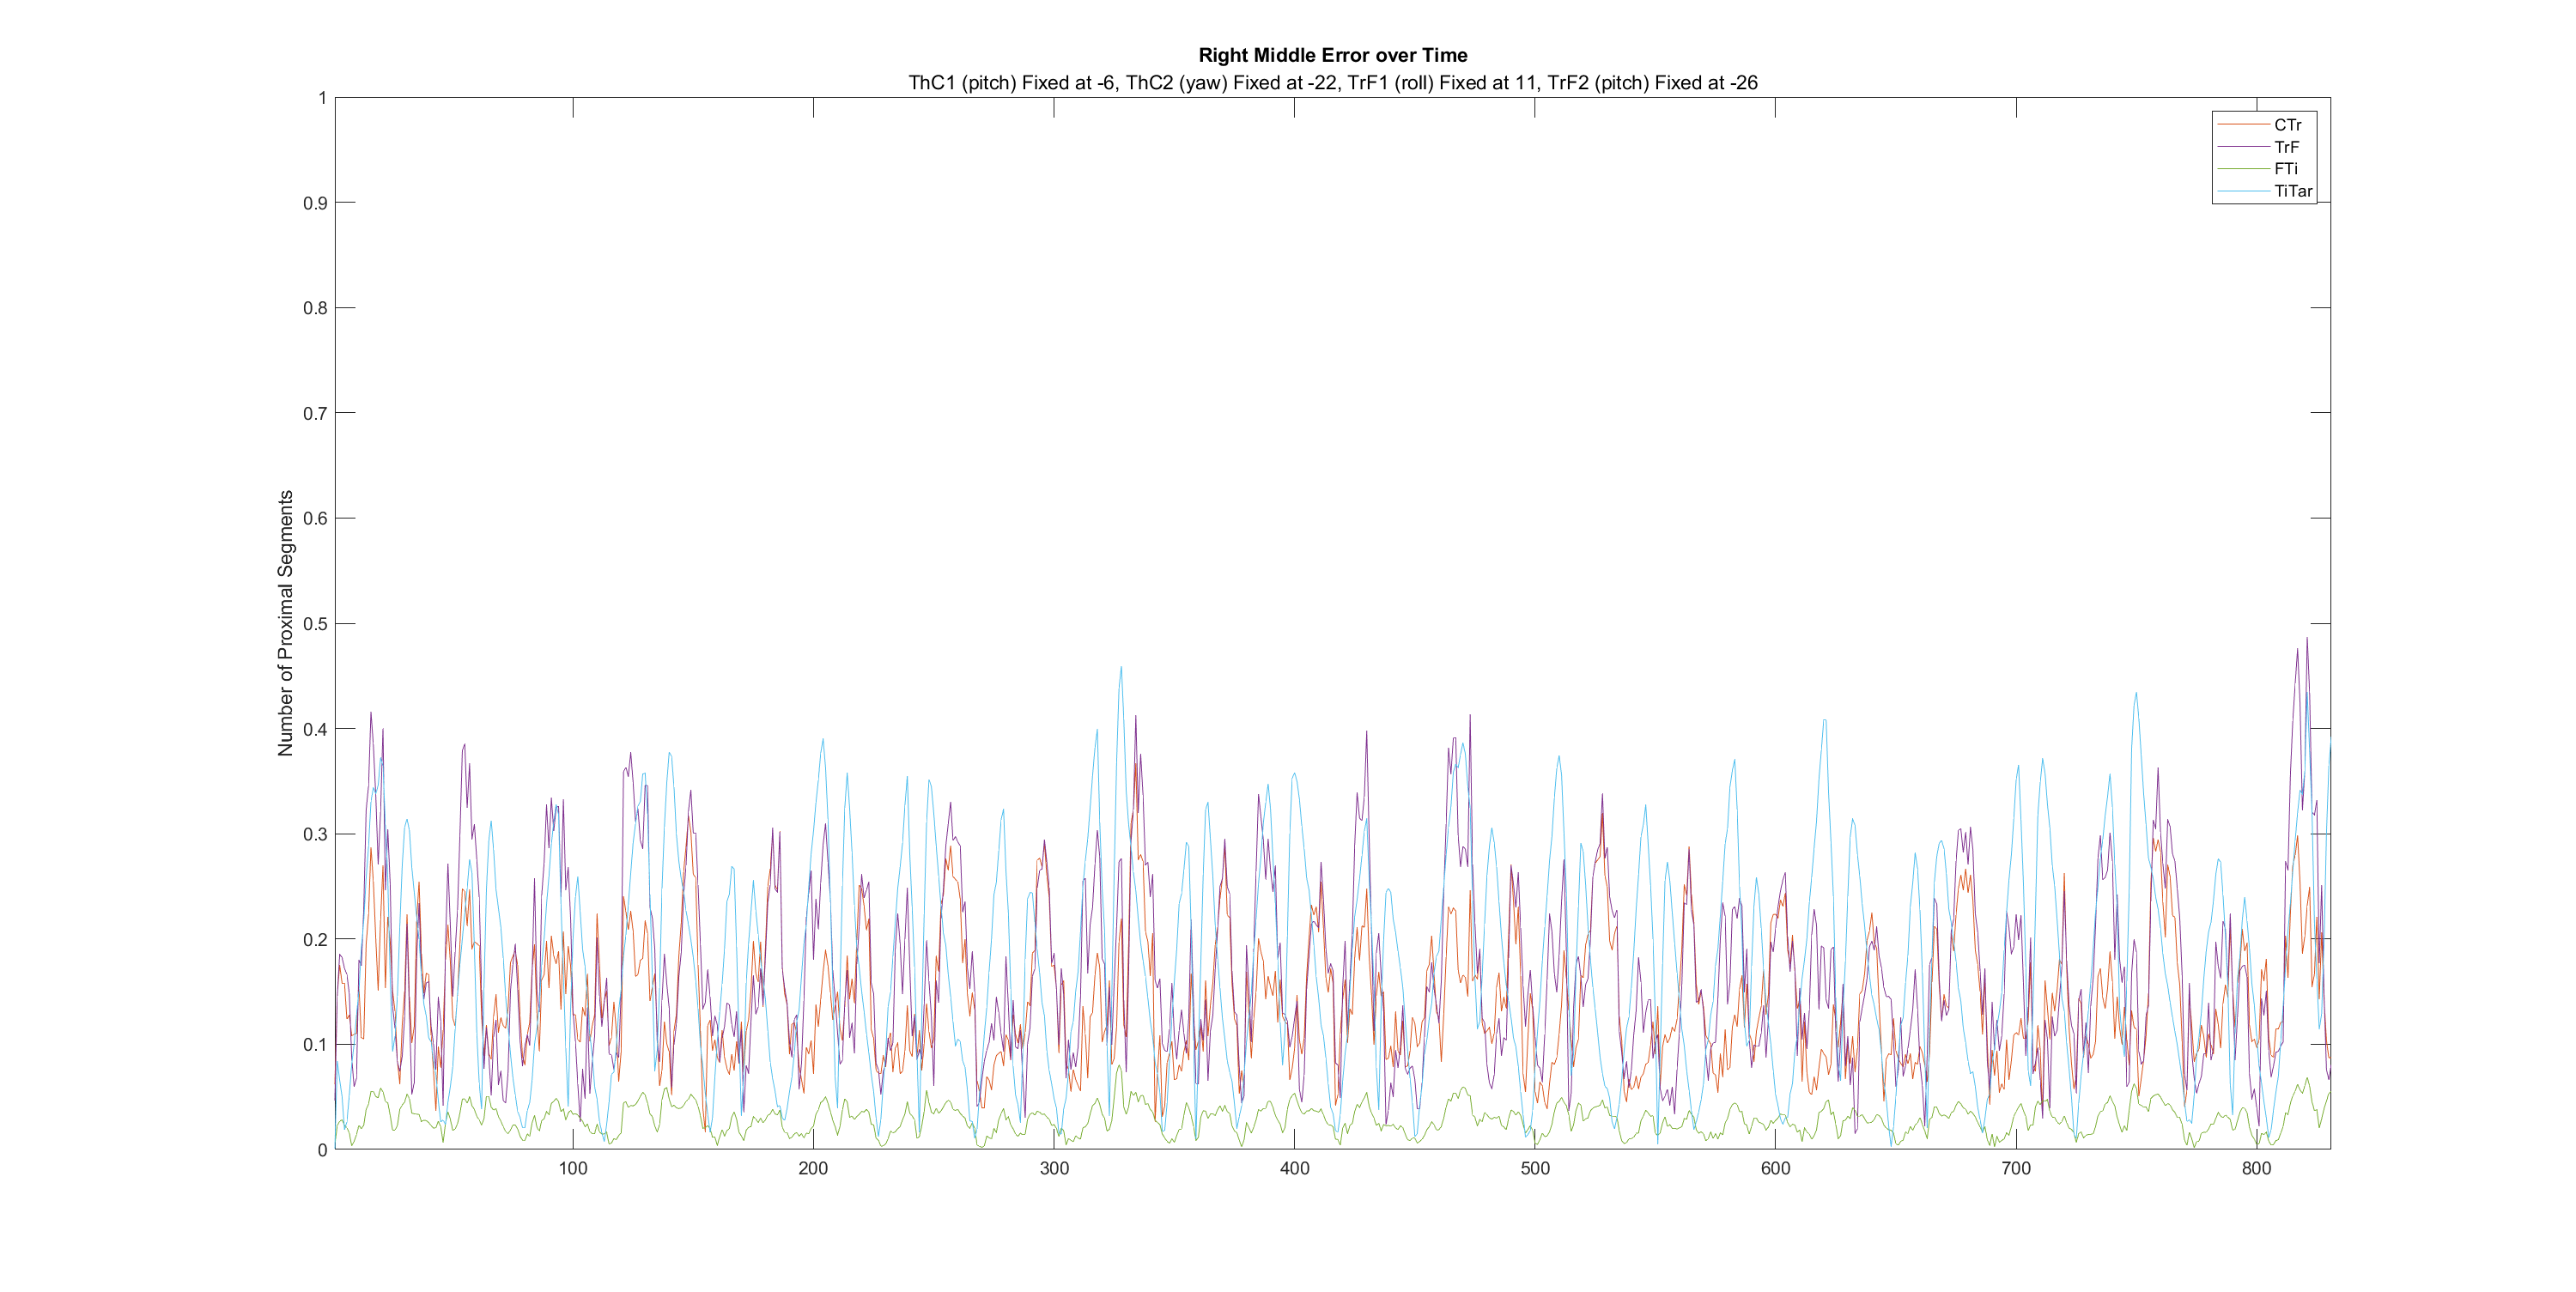 Right Middle Error over Time
ThC1 (pitch) Fixed at -6, ThC2 (yaw) Fixed at -22, TrF1 (roll) Fixed at 11, TrF2 (pitch) Fixed at -26
1
0.9
0.8
0.7
0.6
0.5
0.4
0.3
0.2
0.1
0
Number of Proximal Segments
CTr
TrF
FTi
TiTar
100 200 300 400 500 600 700 800